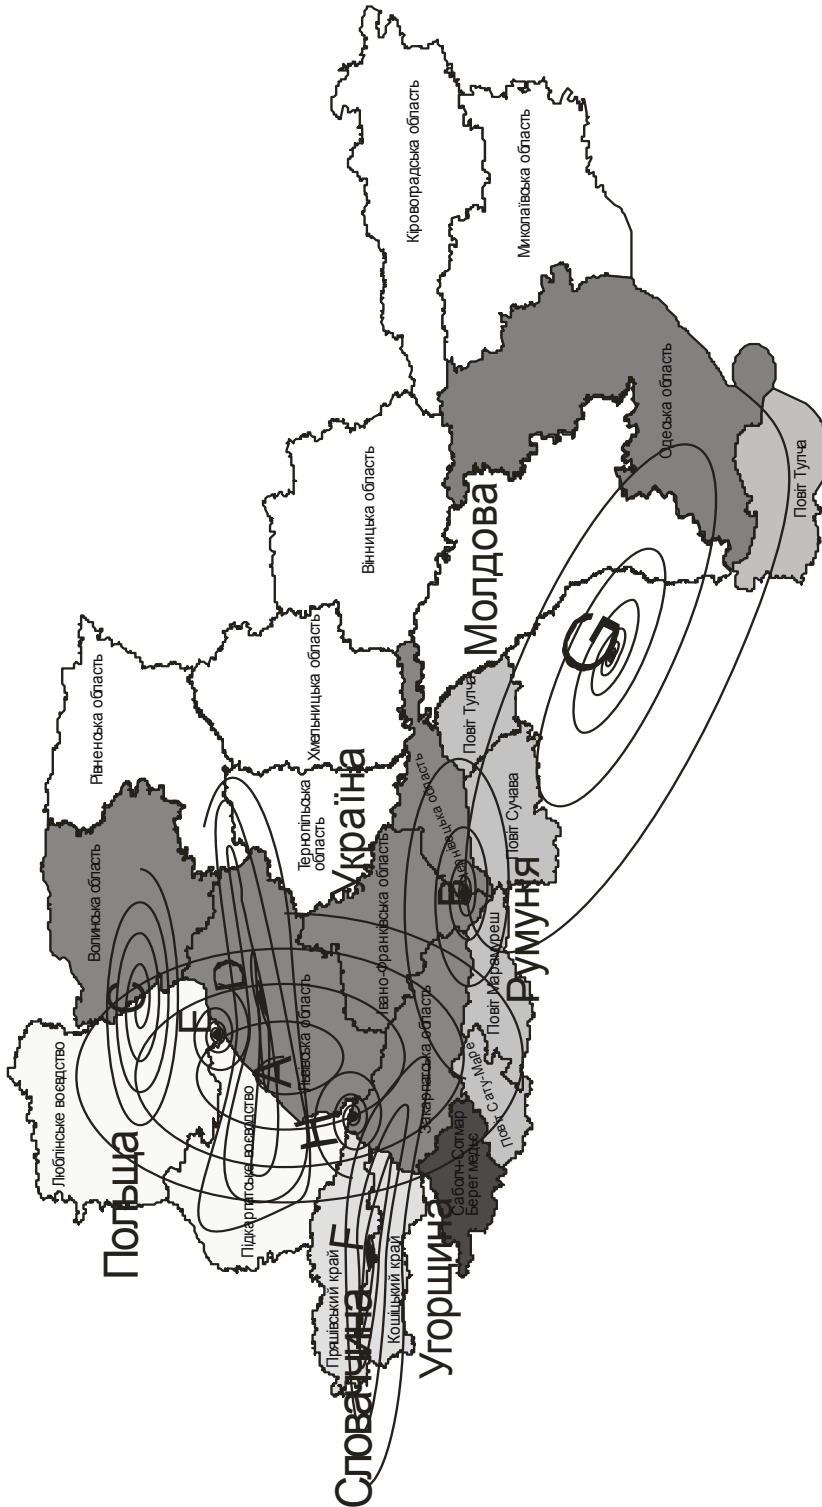 Люблінське воєвдство
Волинська область
Рівненська область
Польща
C
E
D
Підкарпатське воєводство
A
Львівська область
Тернопільська
область
Хмельницька область
H
Пряшівський край
Україна
F
Словаччина
Вінницька область
Івано-Франківська область
Кошіцький край
Кіровоградська область
Закарпатська область
Чернівецька область
Угорщина
B
Саболч-Сотмар
Берег медьє
Повіт Тулча
Молдова
Повіт Сату-Маре
Повіт Марамуреш
Повіт Сучава
Румунія
Миколаївська область
G
Одеська область
Повіт Тулча